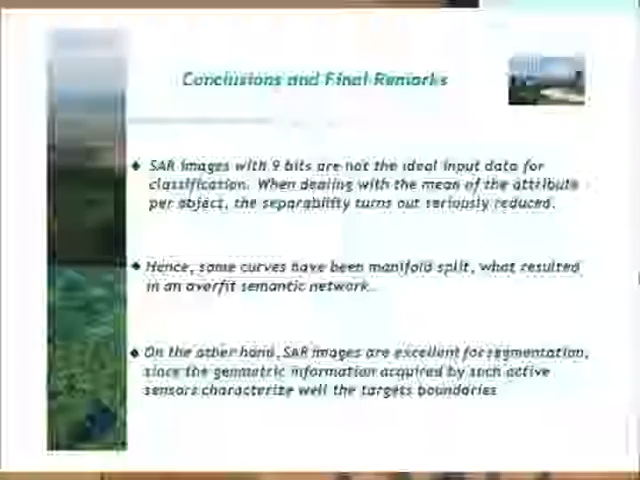 Conclusions and Final Remarks
SAR images with 9 bits are not the ideal input data for
classification. When dealing with the mean of the attribute
per object, the separability turns out seriously reduced.
Hence, some curves have been manifold split, what resulted
in an overfit semantic network.
On the other hand, SAR images are excellent for segmentation,
since the geometric information acquired by such active
sensors characterize well the targets boundaries